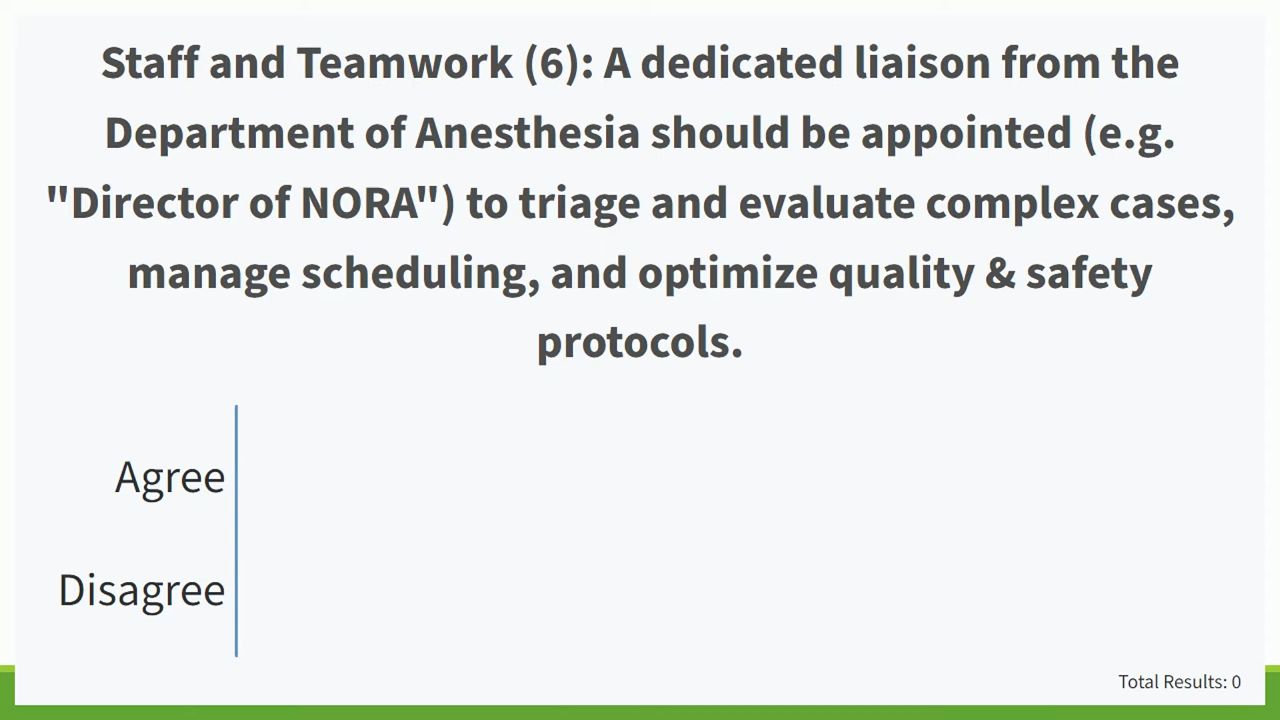 Staff and Teamwork (6): A dedicated liaison from the
Department of Anesthesia should be appointed (e.g.
"Director of NORA") to triage and evaluate complex cases,
manage scheduling, and optimize quality & safety
protocols.
Agree
Disagree
Total Results: 0